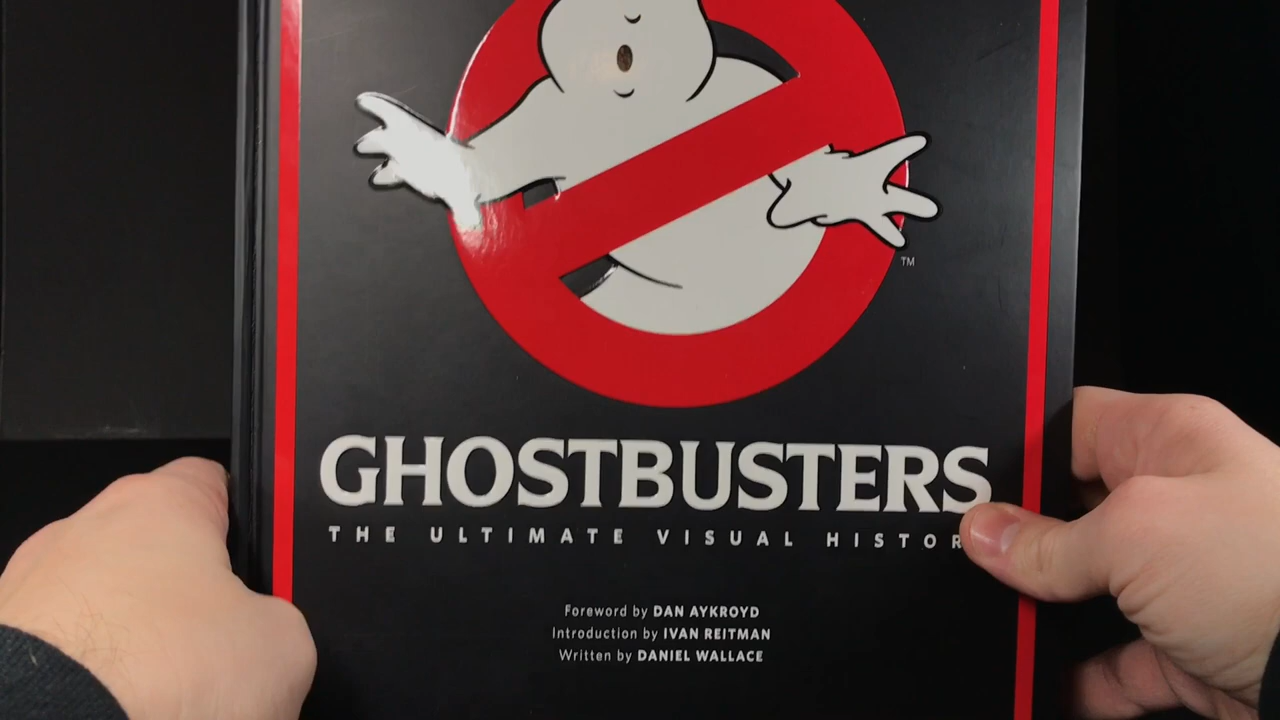 TM
GHOSTBUSTERS
THE ULTIMATE VISUAL HISTOR
Foreword by DAN AYKROYD
Introduction by IVAN REITMAN
Written by DANIEL WALLACE